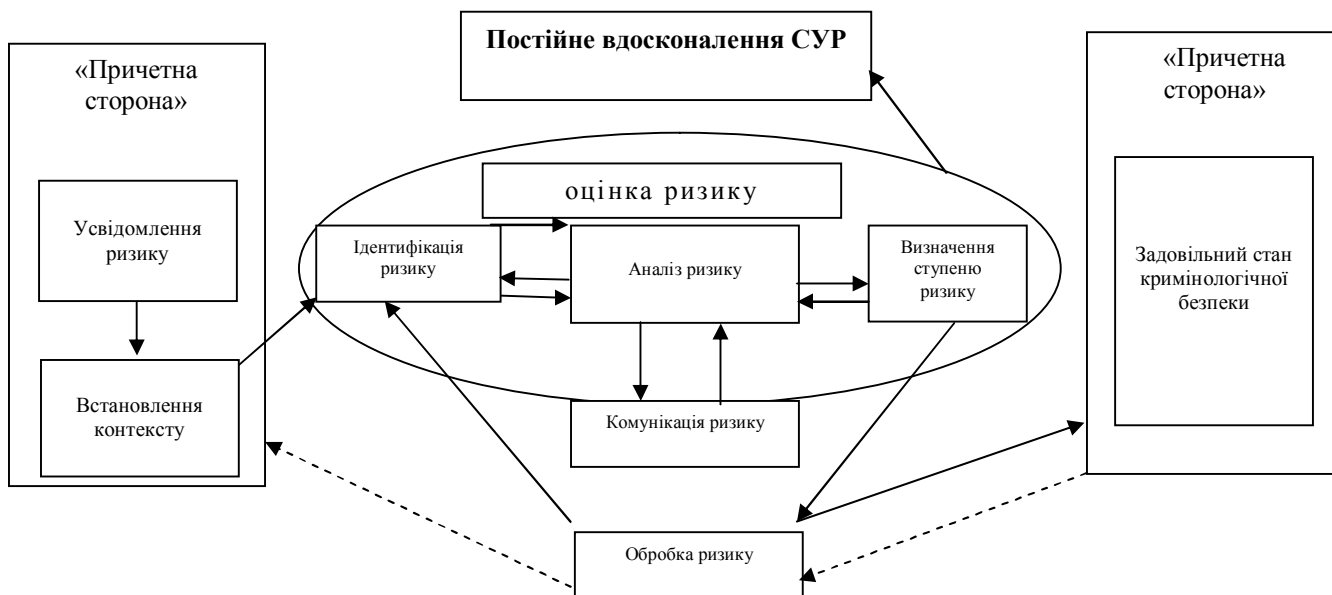 Постійне вдосконалення СУР
«Причетна
сторона»
Усвідомлення
ризику
Встановлення
контексту
оцінка ризику
Ідентифікація
ризику
Аналіз ризику
Визначення
ступеню
ризику
Комунікація ризику
Обробка ризику
«Причетна
сторона»
Задовільний стан
кримінологічної
безпеки